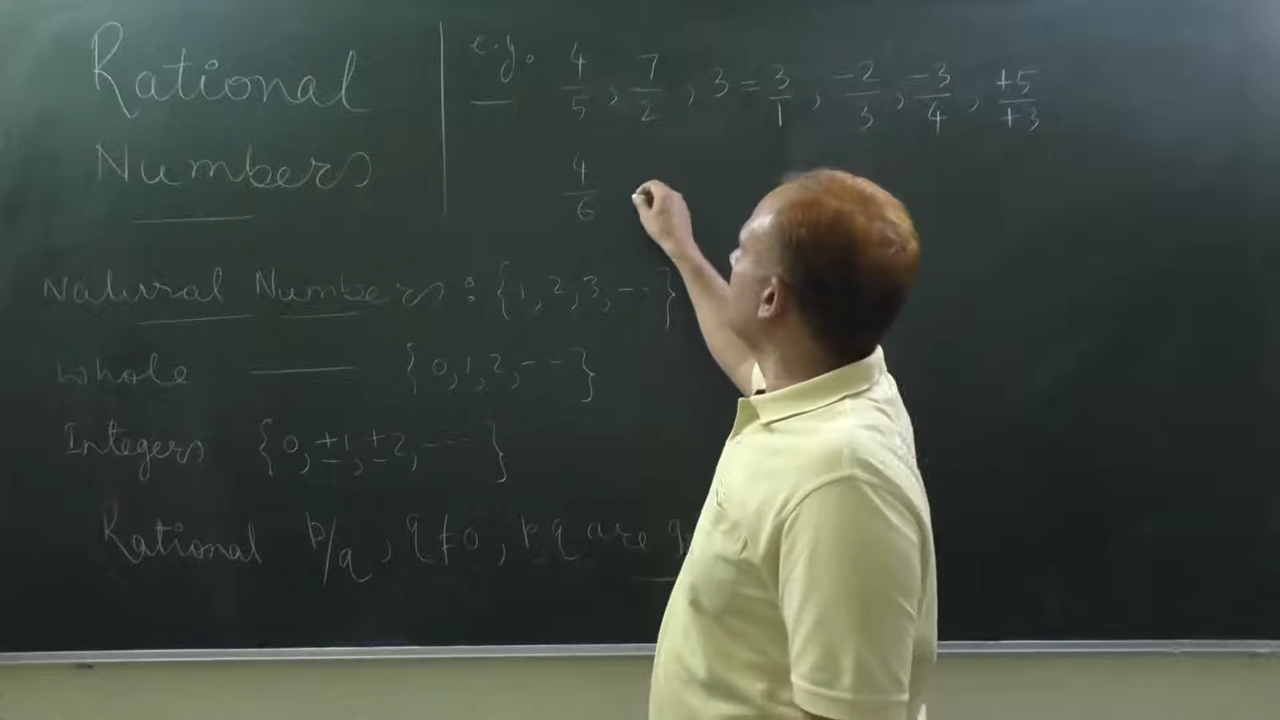 Rational
Numbers
e.g. 4/5, 7/2, 3 = 3/1, -2/3, -3/4, +5/+3
4/6
Natural Numbers : {1, 2, 3, ---}
whole —— {0, 1, 2, ---}
Integers {0, ±1, ±2, --- }
Rational p/q, q≠0, p, q are